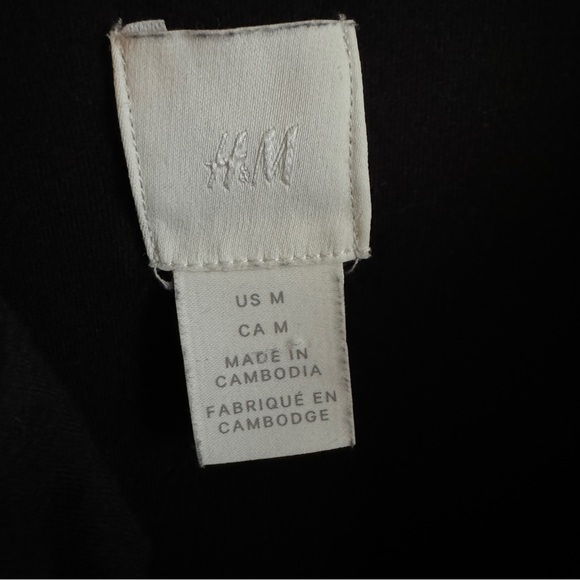 H&M
US M
CA M
MADE IN
CAMBODIA
FABRIQUÉ EN
CAMBODGE